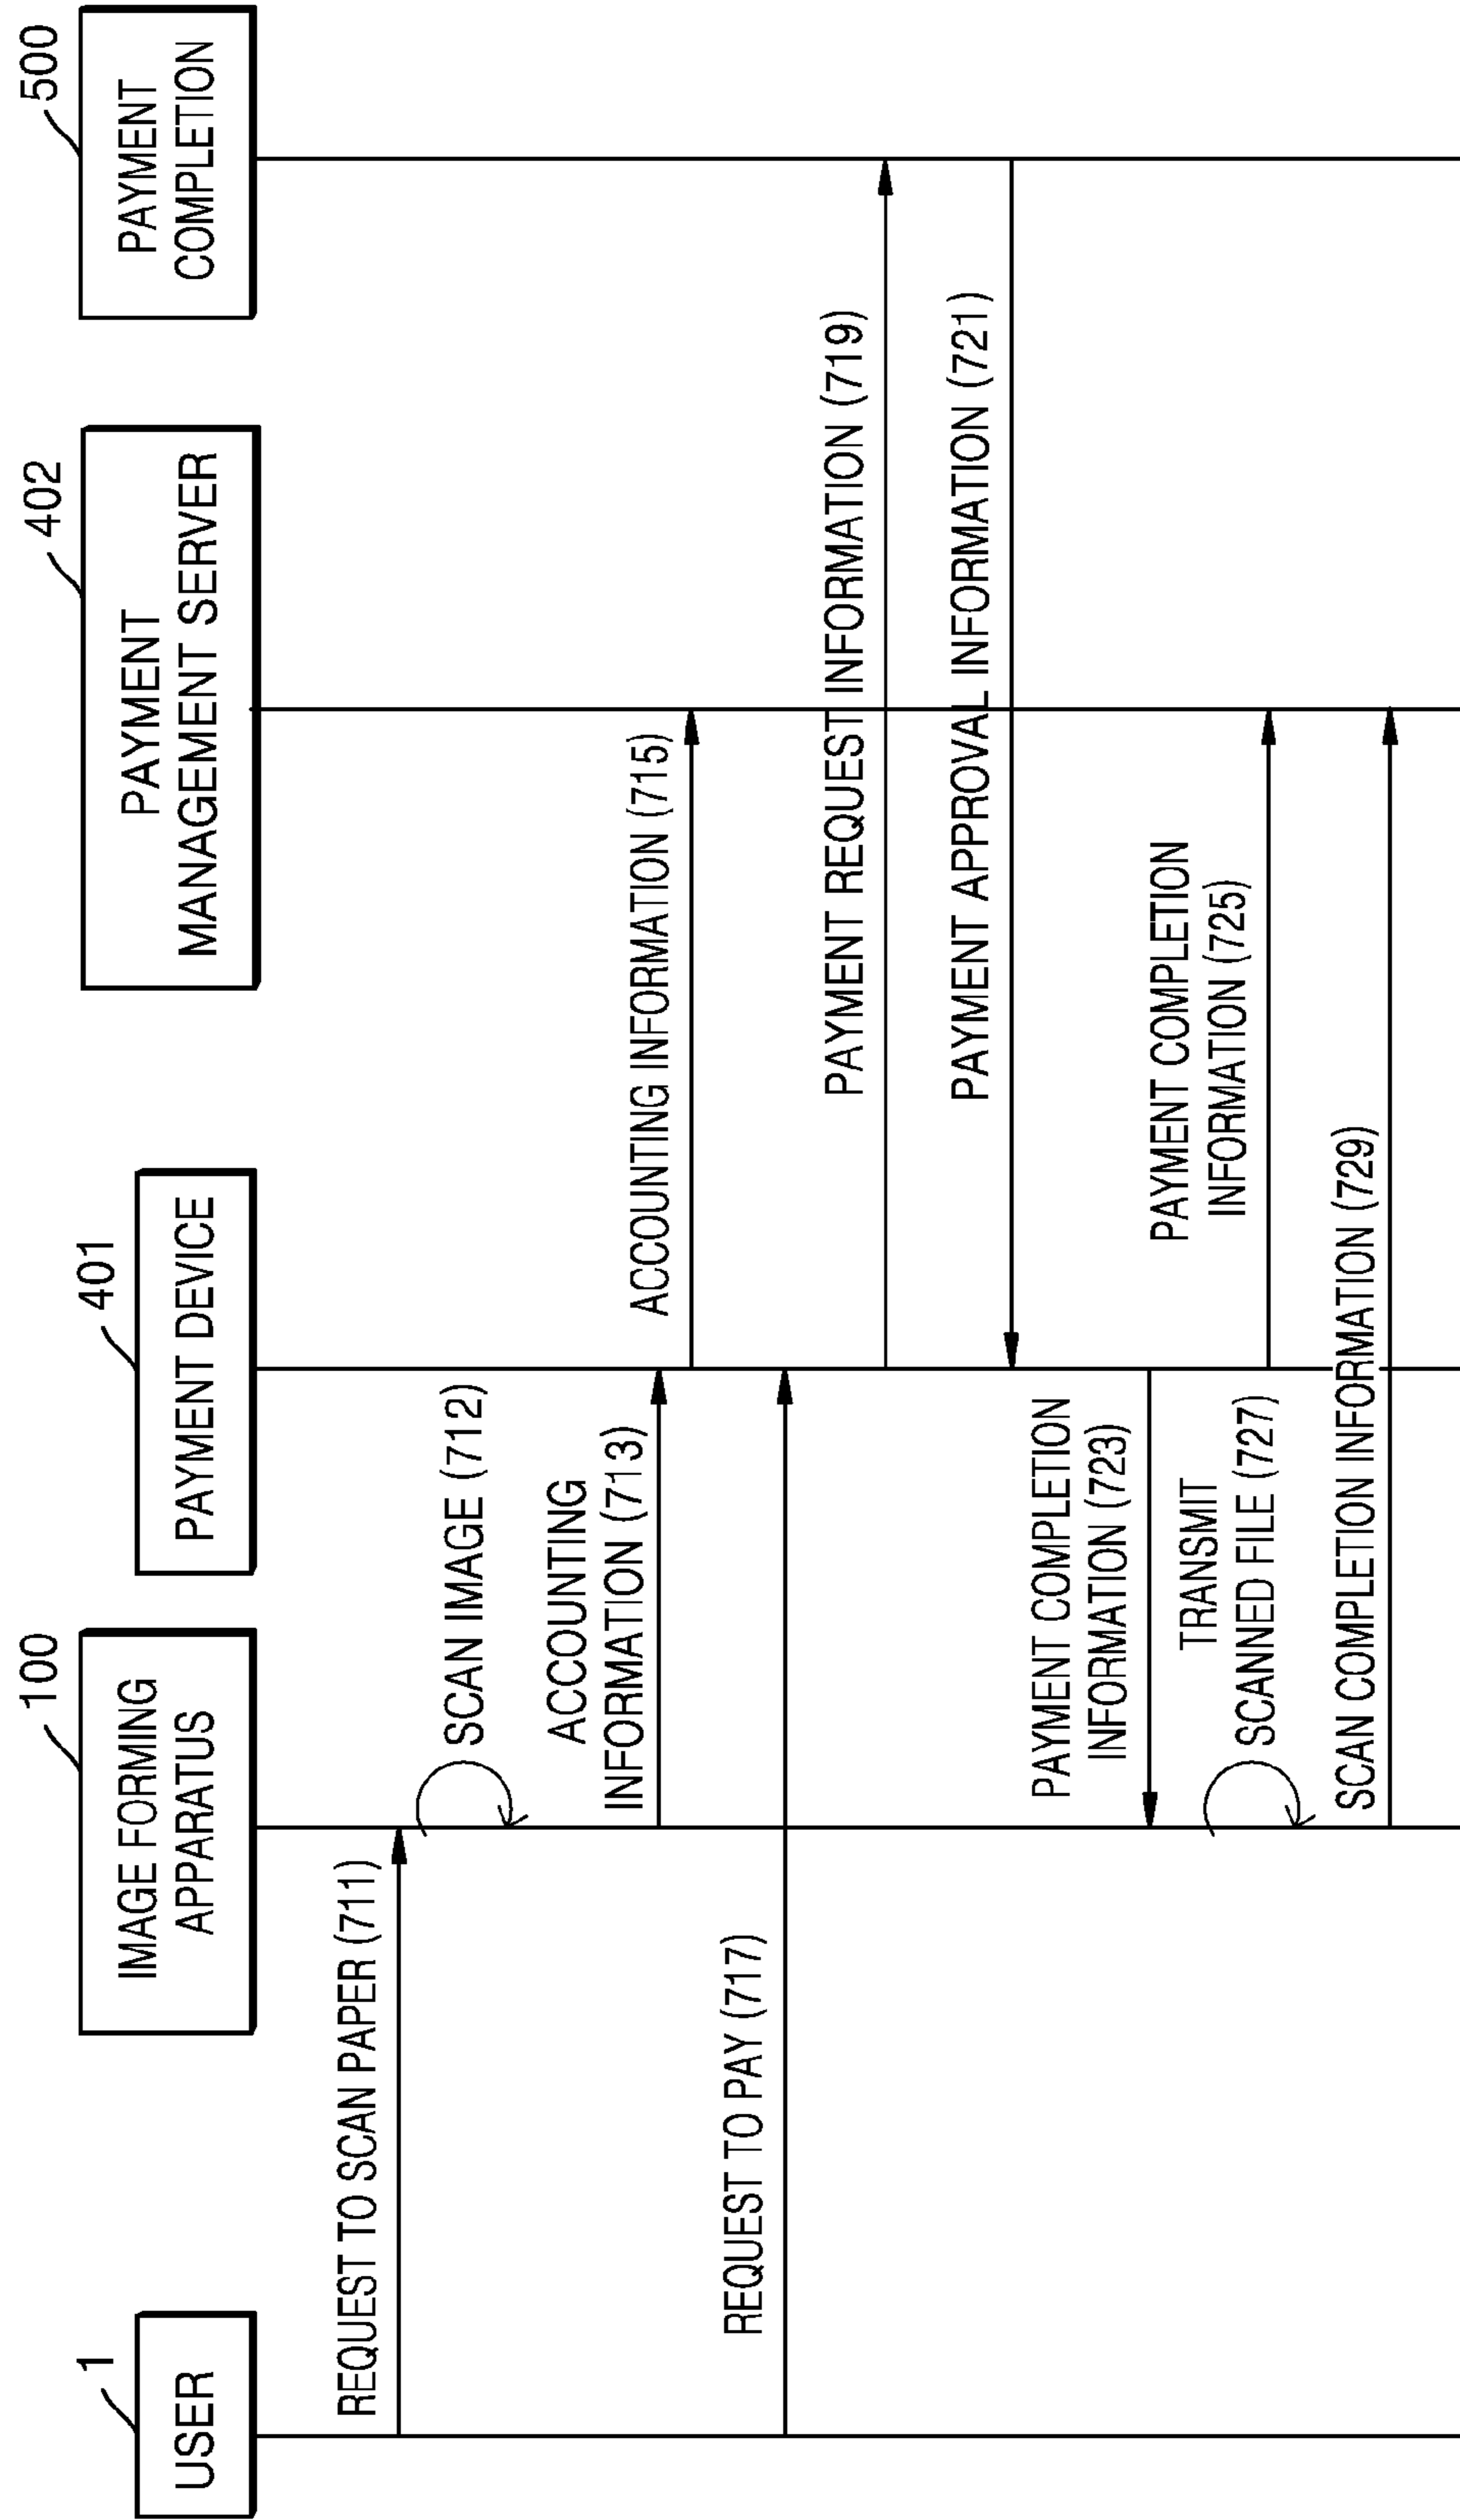 1
USER
100
IMAGE FORMING
APPARATUS
401
PAYMENT DEVICE
402
PAYMENT
MANAGEMENT SERVER
500
PAYMENT
COMPLETION
REQUEST TO SCAN PAPER (711)
SCAN IMAGE (712)
ACCOUNTING
INFORMATION (713)
ACCOUNTING INFORMATION (715)
REQUEST TO PAY (717)
PAYMENT REQUEST INFORMATION (719)
PAYMENT APPROVAL INFORMATION (721)
PAYMENT COMPLETION
INFORMATION (723)
PAYMENT COMPLETION
INFORMATION (725)
TRANSMIT
SCANNED FILE (727)
SCAN COMPLETION INFORMATION (729)